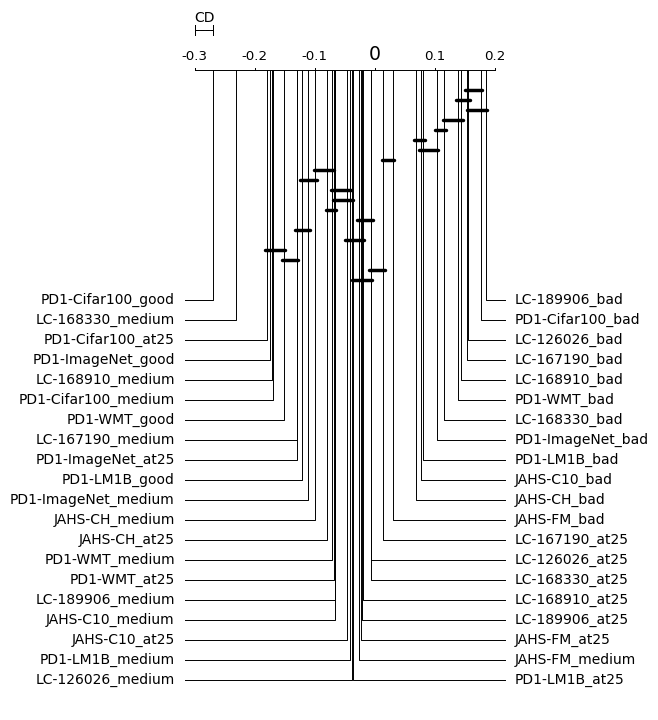 CD
-0.3 -0.2 -0.1 0 0.1 0.2
PD1-Cifar100_good LC-189906_bad
LC-168330_medium PD1-Cifar100_bad
PD1-Cifar100_at25 LC-126026_bad
PD1-ImageNet_good LC-167190_bad
LC-168910_medium LC-168910_bad
PD1-Cifar100_medium PD1-WMT_bad
PD1-WMT_good LC-168330_bad
LC-167190_medium PD1-ImageNet_bad
PD1-ImageNet_at25 PD1-LM1B_bad
PD1-LM1B_good JAHS-C10_bad
PD1-ImageNet_medium JAHS-CH_bad
JAHS-CH_medium JAHS-FM_bad
JAHS-CH_at25 LC-167190_at25
PD1-WMT_medium LC-126026_at25
PD1-WMT_at25 LC-168330_at25
LC-189906_medium LC-168910_at25
JAHS-C10_medium LC-189906_at25
JAHS-C10_at25 JAHS-FM_at25
PD1-LM1B_medium JAHS-FM_medium
LC-126026_medium PD1-LM1B_at25